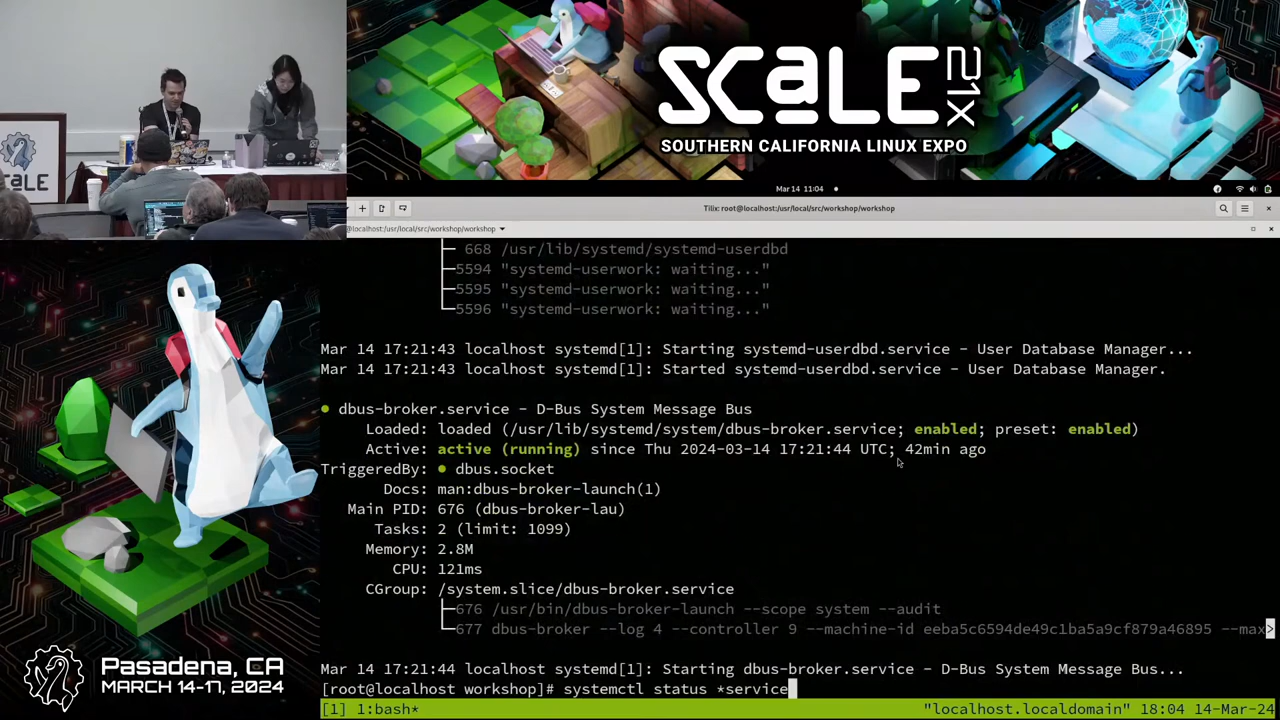 SCaLE 21x
SOUTHERN CALIFORNIA LINUX EXPO
Mar 14 11:04
Tilix: root@localhost:/usr/local/src/workshop/workshop
@localhost:/usr/local/src/workshop/workshop
├─ 668 /usr/lib/systemd/systemd-userdbd
├─5594 "systemd-userwork: waiting..."
├─5595 "systemd-userwork: waiting..."
└─5596 "systemd-userwork: waiting..."
Mar 14 17:21:43 localhost systemd[1]: Starting systemd-userdbd.service - User Database Manager...
Mar 14 17:21:43 localhost systemd[1]: Started systemd-userdbd.service - User Database Manager.
● dbus-broker.service - D-Bus System Message Bus
Loaded: loaded (/usr/lib/systemd/system/dbus-broker.service; enabled; preset: enabled)
Active: active (running) since Thu 2024-03-14 17:21:44 UTC; 42min ago
TriggeredBy: ● dbus.socket
Docs: man:dbus-broker-launch(1)
Main PID: 676 (dbus-broker-lau)
Tasks: 2 (limit: 1099)
Memory: 2.8M
CPU: 121ms
CGroup: /system.slice/dbus-broker.service
├─676 /usr/bin/dbus-broker-launch --scope system --audit
└─677 dbus-broker --log 4 --controller 9 --machine-id eeba5c6594de49c1ba5a9cf879a46895 --max>
Mar 14 17:21:44 localhost systemd[1]: Starting dbus-broker.service - D-Bus System Message Bus...
[root@localhost workshop]# systemctl status *service
[1] 1:bash* "localhost.localdomain" 18:04 14-Mar-24
Pasadena, CA
MARCH 14-17, 2024